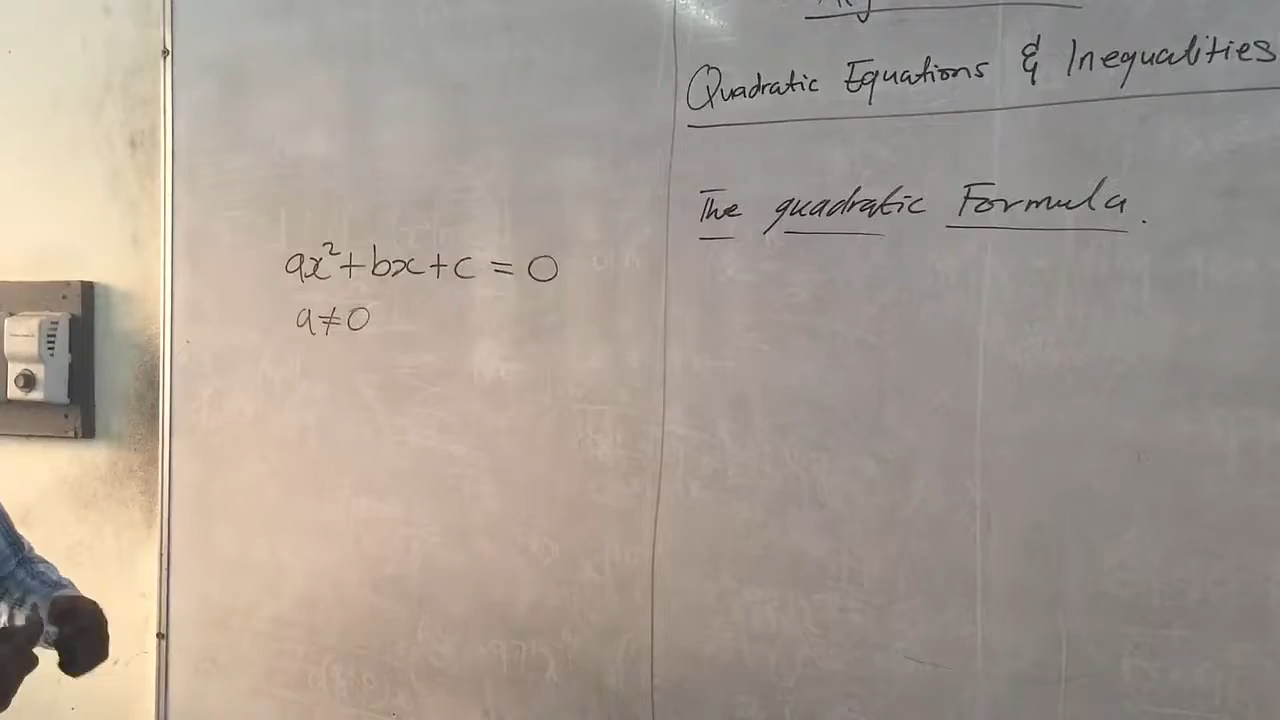 Quadratic Equations & Inequalities
The quadratic Formula.
ax²+bx+c = 0
a≠0